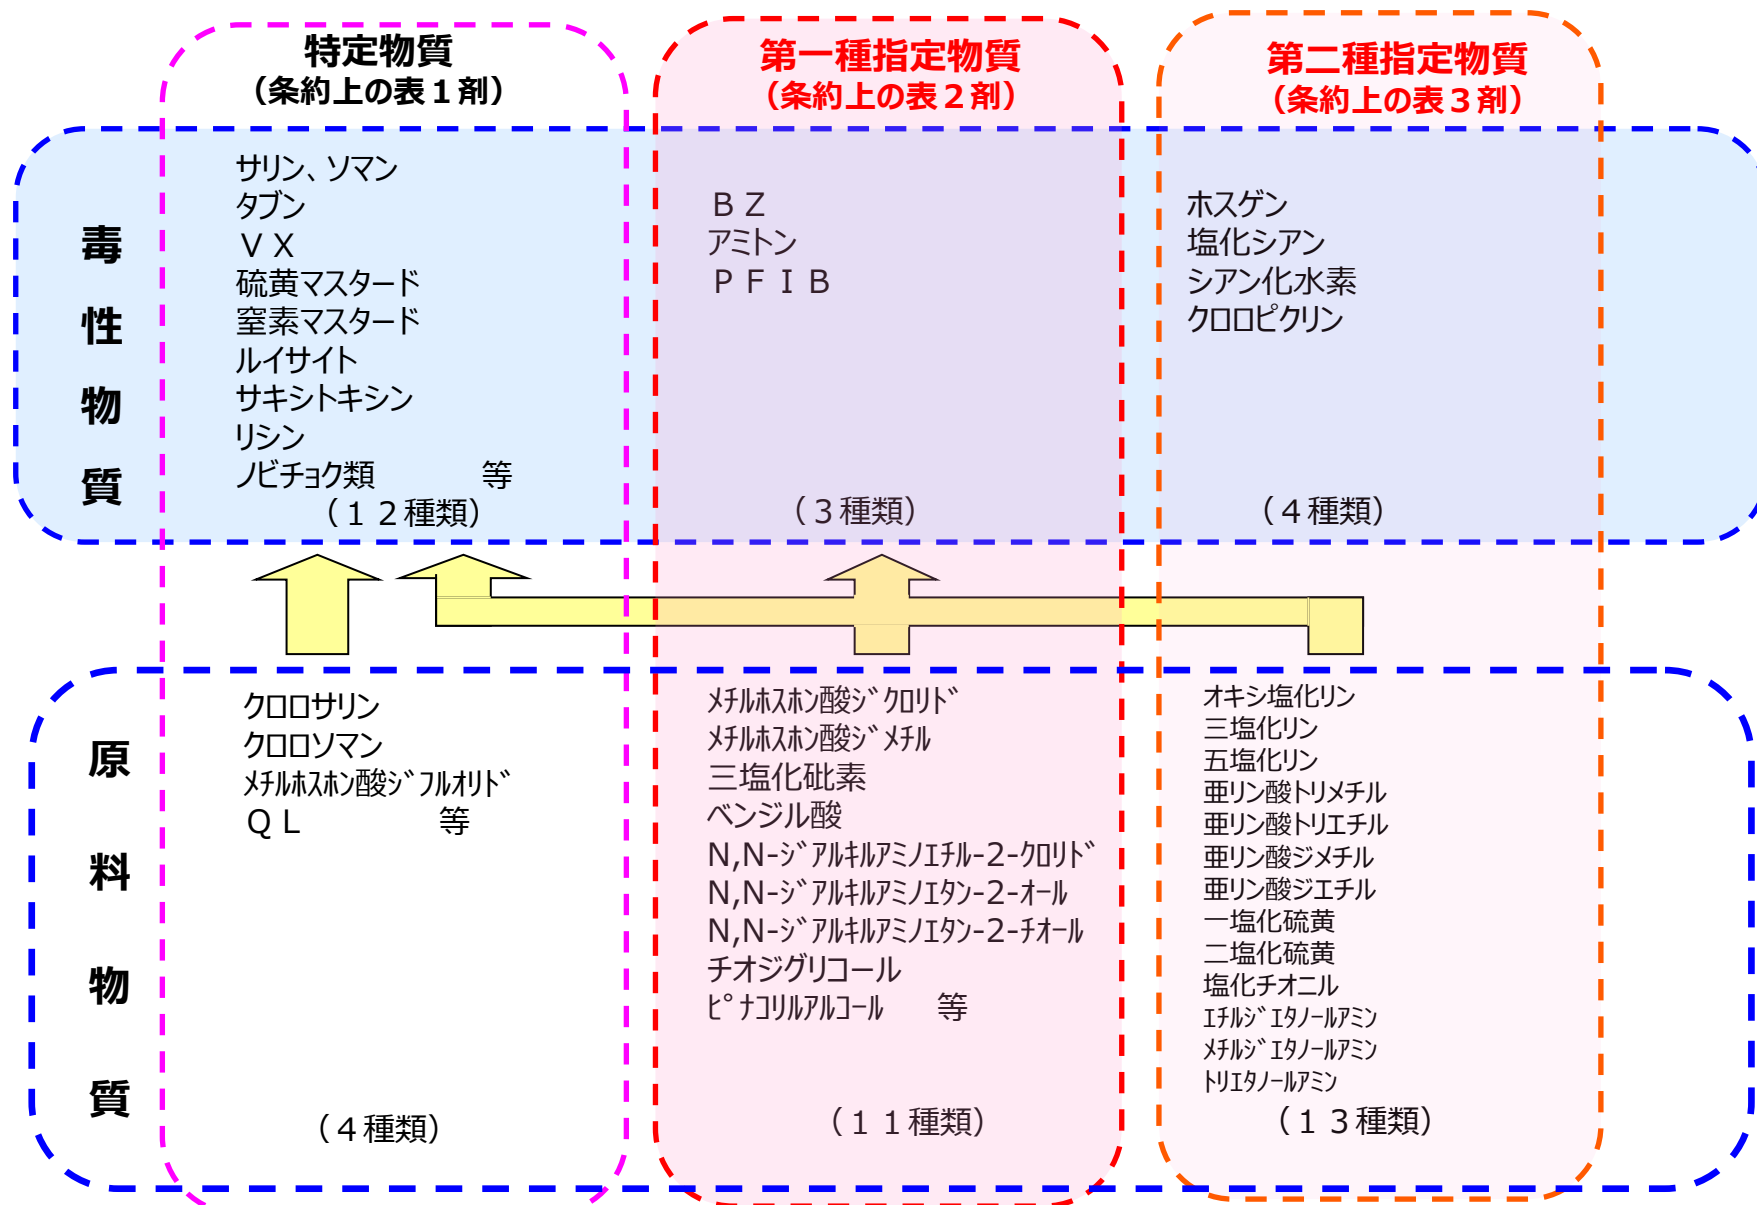 特定物質
（条約上の表１剤）
第一種指定物質
（条約上の表２剤）
第二種指定物質
（条約上の表３剤）
毒性物質
サリン、ソマン
タブン
ＶＸ
硫黄マスタード
窒素マスタード
ルイサイト
サキシトキシン
リシン
ノビチョク類　等
（１２種類）
ＢＺ
アミトン
ＰＦＩＢ
（３種類）
ホスゲン
塩化シアン
シアン化水素
クロロピクリン
（４種類）
原料物質
クロロサリン
クロロソマン
ﾒﾁﾙﾎｽﾎﾝ酸ｼﾞﾌﾙｵﾘﾄﾞ
ＱＬ　等
（４種類）
ﾒﾁﾙﾎｽﾎﾝ酸ｼﾞｸﾛﾘﾄﾞ
ﾒﾁﾙﾎｽﾎﾝ酸ｼﾞﾒﾁﾙ
三塩化砒素
ベンジル酸
N,N-ｼﾞｱﾙｷﾙｱﾐﾉｴﾁﾙ-2-ｸﾛﾘﾄﾞ
N,N-ｼﾞｱﾙｷﾙｱﾐﾉｴﾀﾝ-2-ｵｰﾙ
N,N-ｼﾞｱﾙｷﾙｱﾐﾉｴﾀﾝ-2-ﾁｵｰﾙ
チオジグリコール
ﾋﾟﾅｺﾘﾙｱﾙｺｰﾙ　等
（１１種類）
オキシ塩化リン
三塩化リン
五塩化リン
亜リン酸トリメチル
亜リン酸トリエチル
亜リン酸ジメチル
亜リン酸ジエチル
一塩化硫黄
二塩化硫黄
塩化チオニル
ｴﾁﾙｼﾞｴﾀﾉｰﾙｱﾐﾝ
ﾒﾁﾙｼﾞｴﾀﾉｰﾙｱﾐﾝ
ﾄﾘｴﾀﾉｰﾙｱﾐﾝ
（１３種類）